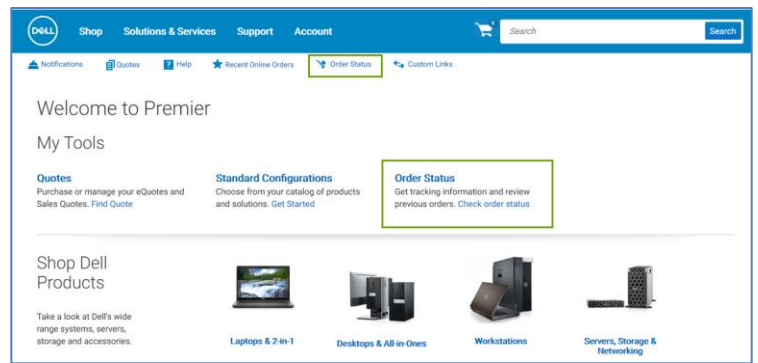 DELL
Shop
Solutions & Services
Support
Account
Search
Search
Notifications
Quotes
? Help
Recent Online Orders
Order Status
Custom Links
Welcome to Premier
My Tools
Quotes
Purchase or manage your eQuotes and
Sales Quotes. Find Quote
Standard Configurations
Choose from your catalog of products
and solutions. Get Started
Order Status
Get tracking information and review
previous orders. Check order status
Shop Dell
Products
Take a look at Dell's wide
range systems, servers,
storage and accessories.
Laptops & 2-in-1
Desktops & All-in-Ones
Workstations
Servers, Storage &
Networking